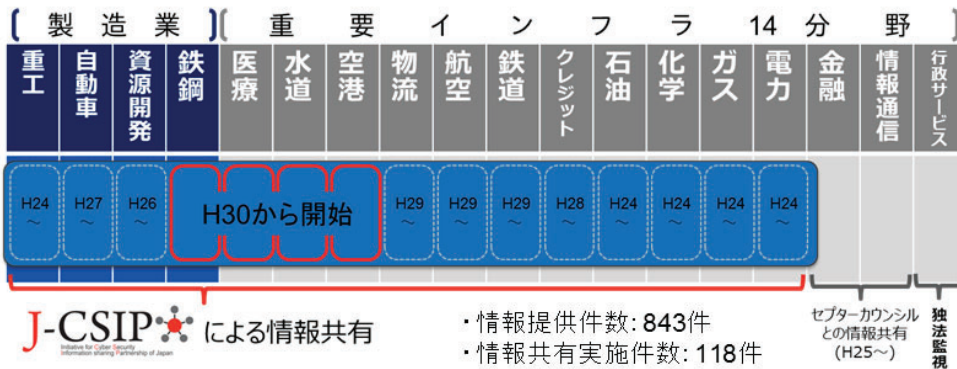 【 製 造 業 】【 重 要 イ ン フ ラ 14 分 野 】
重工 自動車 資源開発 鉄鋼 医療 水道 空港 物流 航空 鉄道 クレジット 石油 化学 ガス 電力 金融 情報通信 行政サービス
H24～ H27～ H26～ H30から開始 H29～ H29～ H29～ H28～ H24～ H24～ H24～ H24～
J-CSIP による情報共有
Initiative for Cyber Security
Information sharing Partnership of Japan
・情報提供件数: 843件
・情報共有実施件数: 118件
セプターカウンシル
との情報共有
(H25～)
独法監視